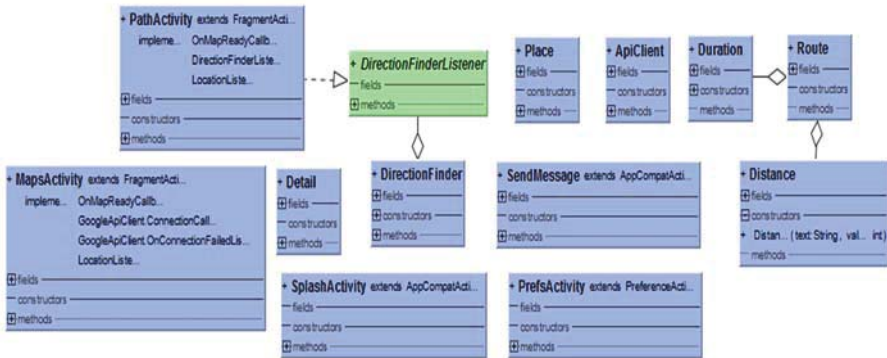 + PathActivity extends FragmentActi...
impleme... OnMapReadyCallb...
DirectionFinderListe...
LocationListe...
fields
constructors
methods
+ DirectionFinderListener
fields
methods
+ Place
fields
constructors
methods
+ ApiClient
fields
constructors
methods
+ Duration
fields
constructors
methods
+ Route
fields
constructors
methods
+ MapsActivity extends FragmentActi...
impleme... OnMapReadyCallb...
GoogleApiClient.ConnectionCall...
GoogleApiClient.OnConnectionFailedLis...
LocationListe...
fields
constructors
methods
+ Detail
fields
constructors
methods
+ DirectionFinder
fields
constructors
methods
+ SendMessage extends AppCompatActi...
fields
constructors
methods
+ Distance
fields
constructors
+ Distan... (text: String, val... int)
methods
+ SplashActivity extends AppCompatActi...
fields
constructors
methods
+ PrefsActivity extends PreferenceActi...
fields
constructors
methods